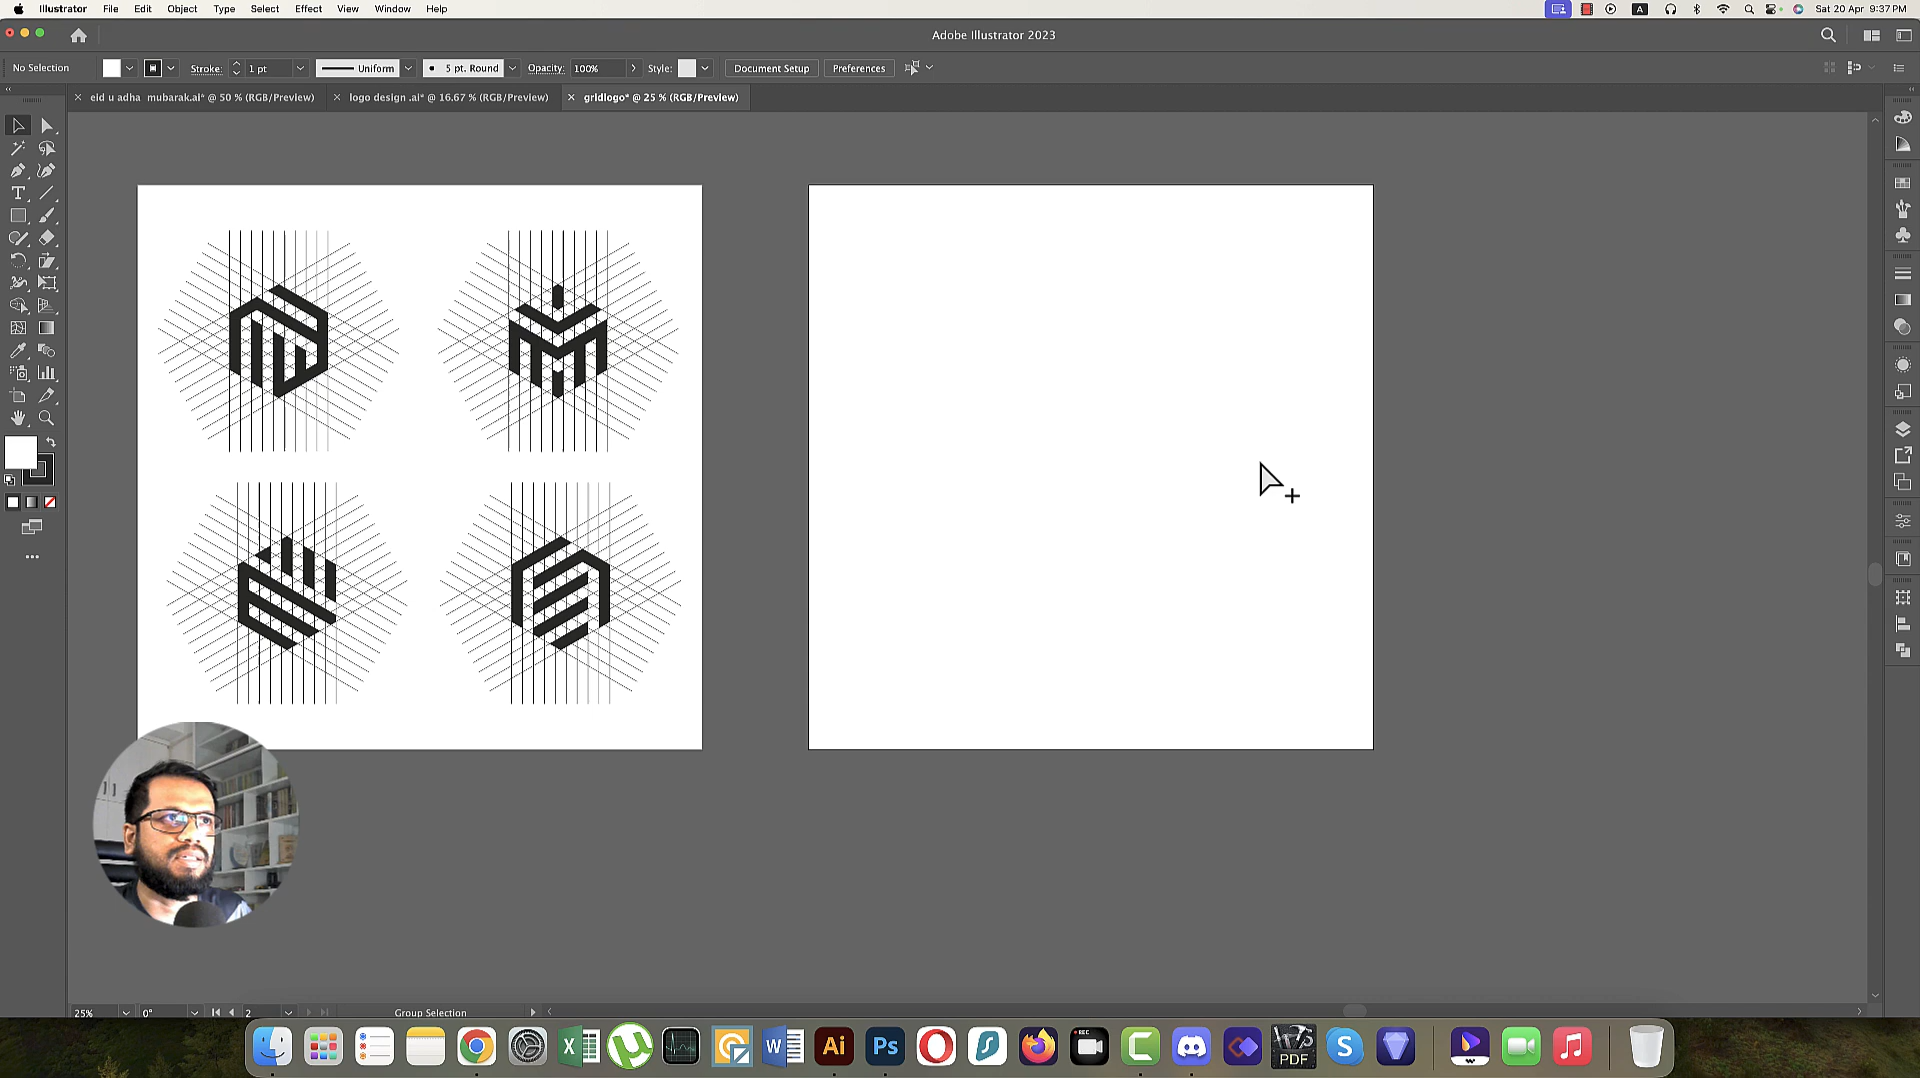 Illustrator File Edit Object Type Select Effect View Window Help A Sat 20 Apr 9:37 PM
Adobe Illustrator 2023
No Selection Stroke: 1 pt Uniform 5 pt. Round Opacity: 100% Style: Document Setup Preferences
eid u adha mubarak.ai* @ 50 % (RGB/Preview) logo design .ai* @ 16.67 % (RGB/Preview) gridlogo* @ 25 % (RGB/Preview)
T
25% 0° 2 Group Selection
X W Ai Ps REC PDF S